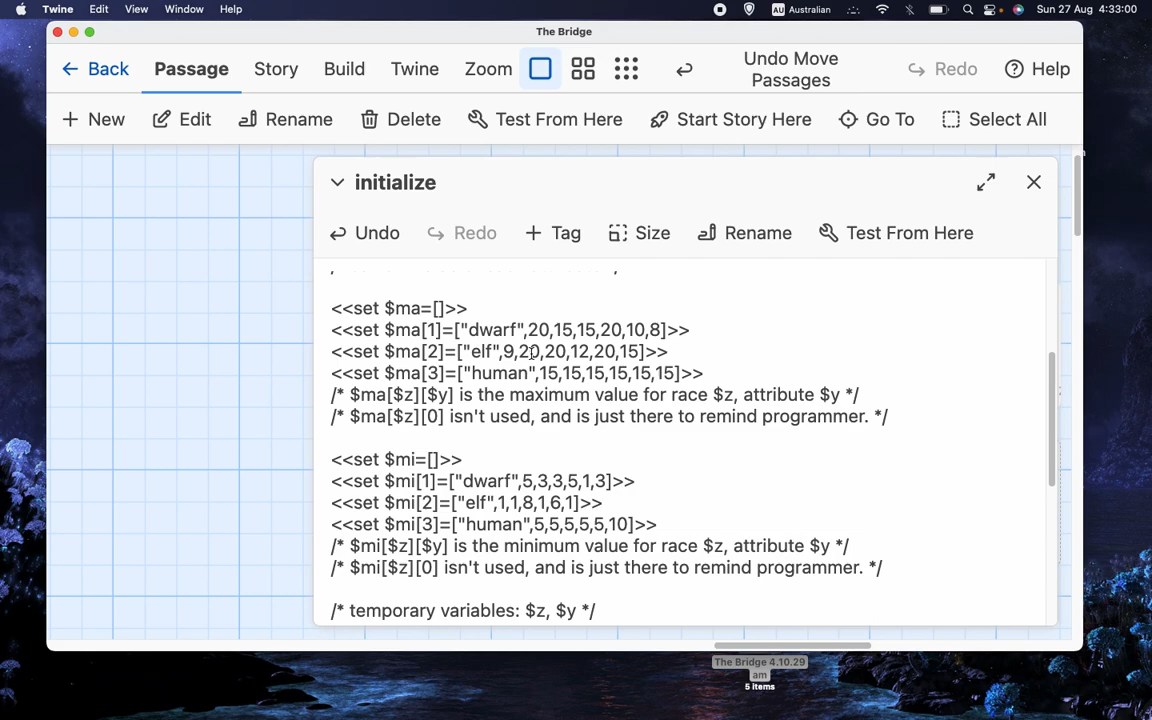 Twine Edit View Window Help AU Australian Sun 27 Aug 4:33:00
The Bridge
Back Passage Story Build Twine Zoom Undo Move Passages Redo Help
New Edit Rename Delete Test From Here Start Story Here Go To Select All
initialize
Undo Redo Tag Size Rename Test From Here
<<set $ma=[]>>
<<set $ma[1]=["dwarf",20,15,15,20,10,8]>>
<<set $ma[2]=["elf",9,20,20,12,20,15]>>
<<set $ma[3]=["human",15,15,15,15,15,15]>>
/* $ma[$z][$y] is the maximum value for race $z, attribute $y */
/* $ma[$z][0] isn't used, and is just there to remind programmer. */
<<set $mi=[]>>
<<set $mi[1]=["dwarf",5,3,3,5,1,3]>>
<<set $mi[2]=["elf",1,1,8,1,6,1]>>
<<set $mi[3]=["human",5,5,5,5,5,10]>>
/* $mi[$z][$y] is the minimum value for race $z, attribute $y */
/* $mi[$z][0] isn't used, and is just there to remind programmer. */
/* temporary variables: $z, $y */
The Bridge 4.10.29
am
5 items